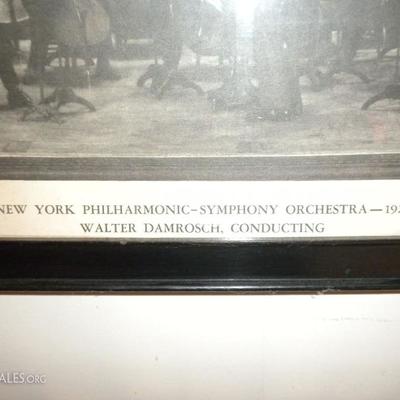 NEW YORK PHILHARMONIC-SYMPHONY ORCHESTRA—19
WALTER DAMROSCH, CONDUCTING
ALES.ORG